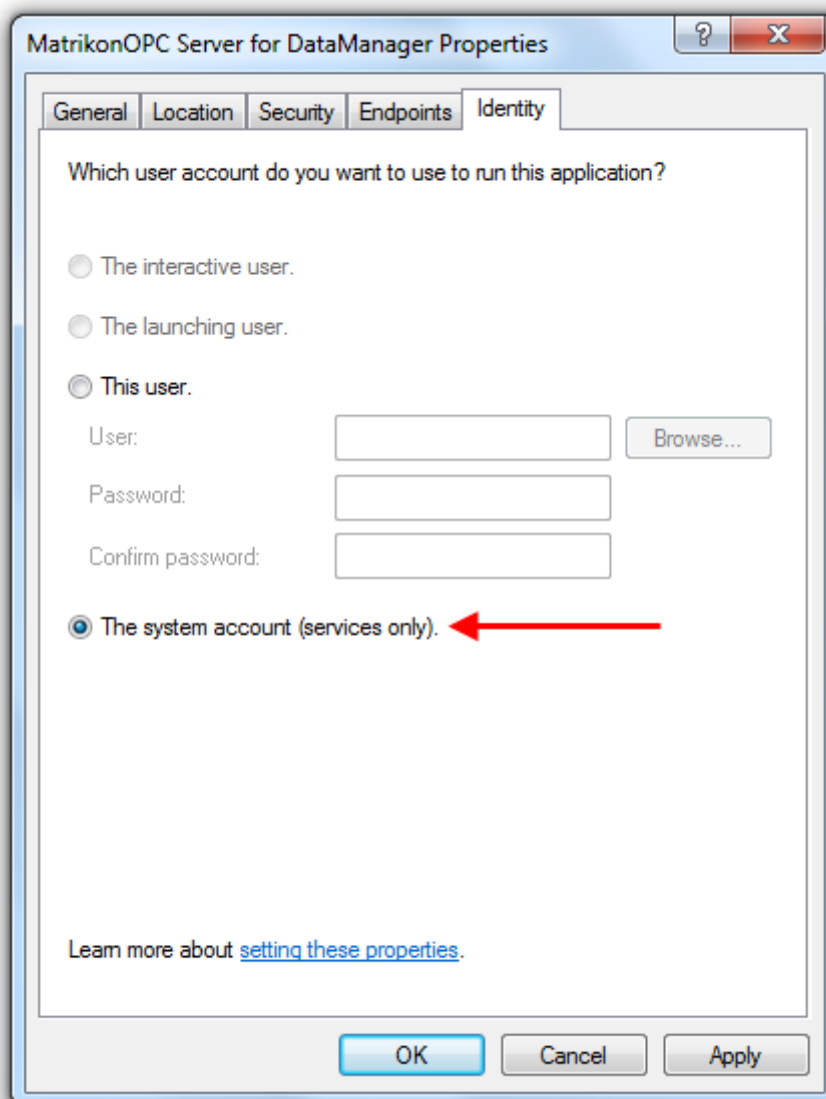 MatrikonOPC Server for DataManager Properties
General Location Security Endpoints Identity
Which user account do you want to use to run this application?
The interactive user.
The launching user.
This user.
User:
Browse...
Password:
Confirm password:
The system account (services only).
Learn more about setting these properties.
OK Cancel Apply